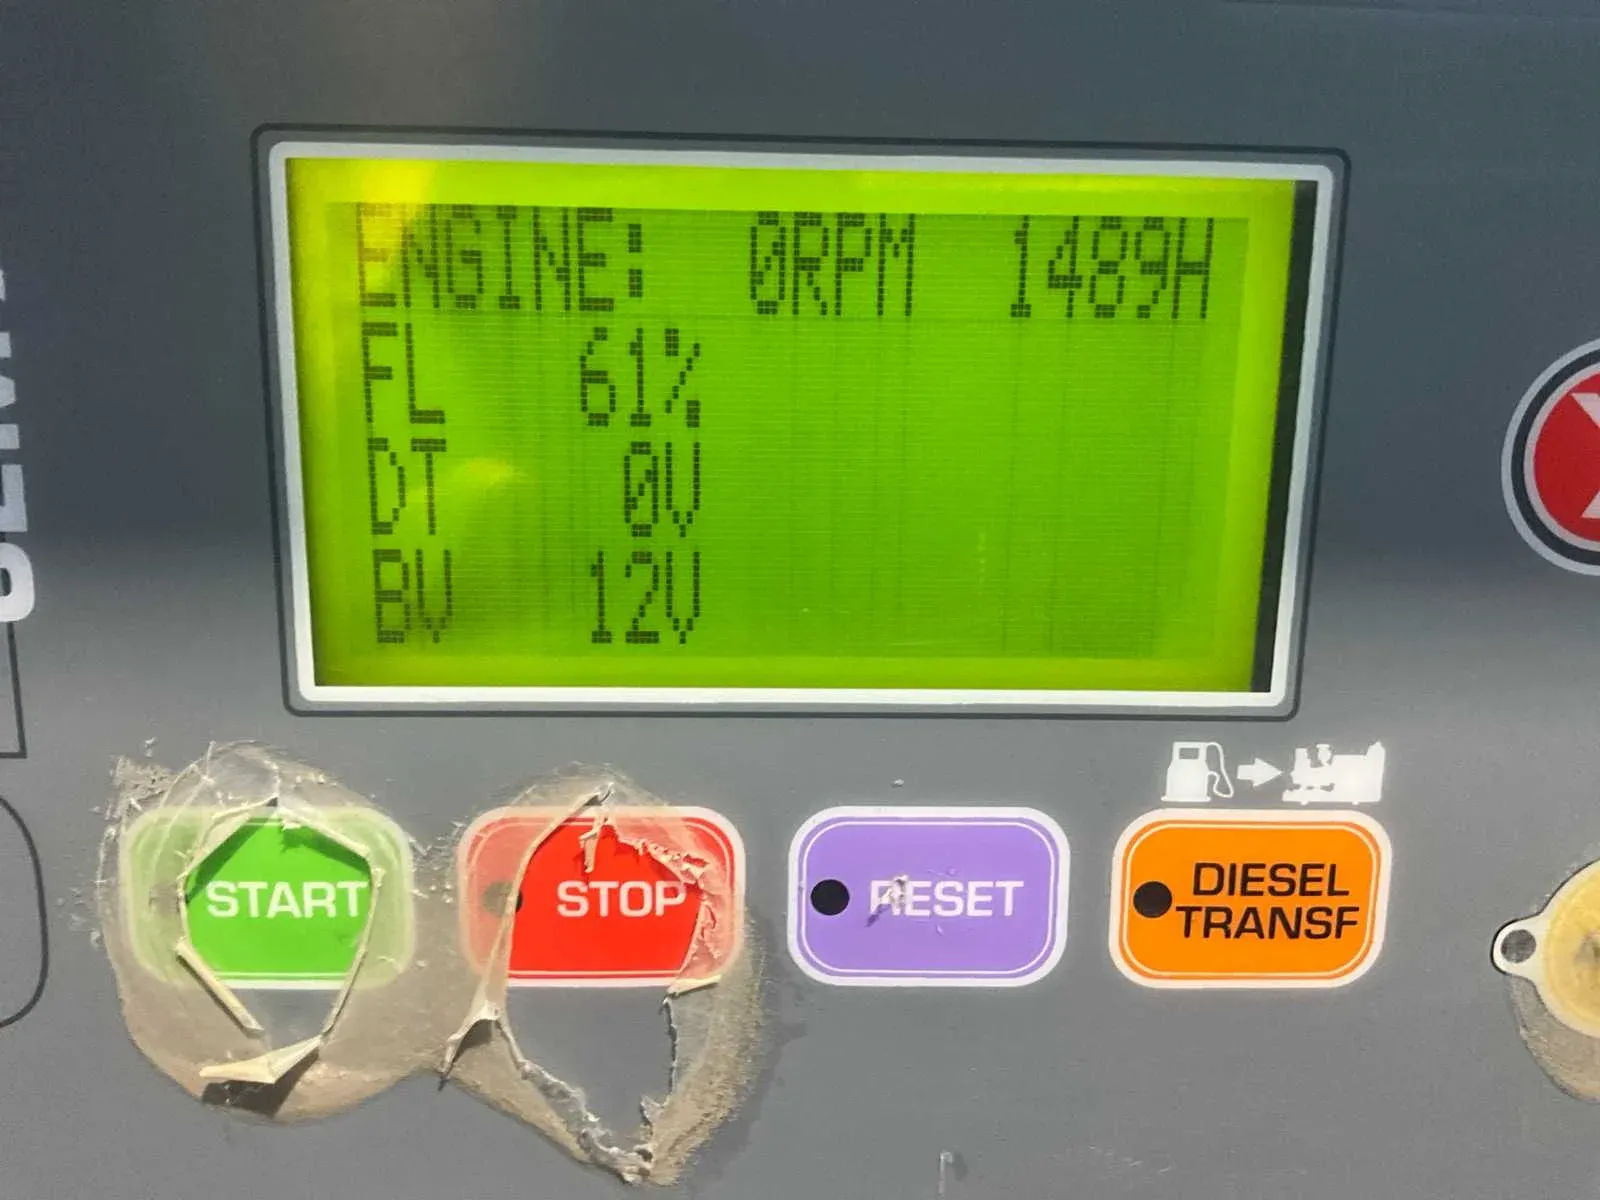 ENGINE: 0RPM 1489H
FL 61%
DT 0V
BV 12V
START
STOP
RESET
DIESEL
TRANSF